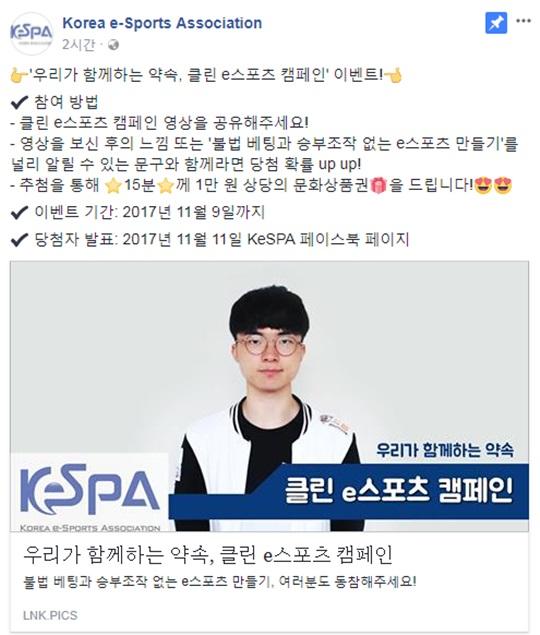 KeSPA
Korea e-Sports Association
2시간 ·
👉'우리가 함께하는 약속, 클린 e스포츠 캠페인' 이벤트!👈
✔ 참여 방법
- 클린 e스포츠 캠페인 영상을 공유해주세요!
- 영상을 보신 후의 느낌 또는 '불법 베팅과 승부조작 없는 e스포츠 만들기'를
널리 알릴 수 있는 문구와 함께라면 당첨 확률 up up!
- 추첨을 통해 ⭐15분⭐께 1만 원 상당의 문화상품권🎁을 드립니다!😍😍
✔ 이벤트 기간: 2017년 11월 9일까지
✔ 당첨자 발표: 2017년 11월 11일 KeSPA 페이스북 페이지
우리가 함께하는 약속
클린 e스포츠 캠페인
KeSPA
KOREA e-SPORTS ASSOCIATION
우리가 함께하는 약속, 클린 e스포츠 캠페인
불법 베팅과 승부조작 없는 e스포츠 만들기, 여러분도 동참해주세요!
LNK.PICS